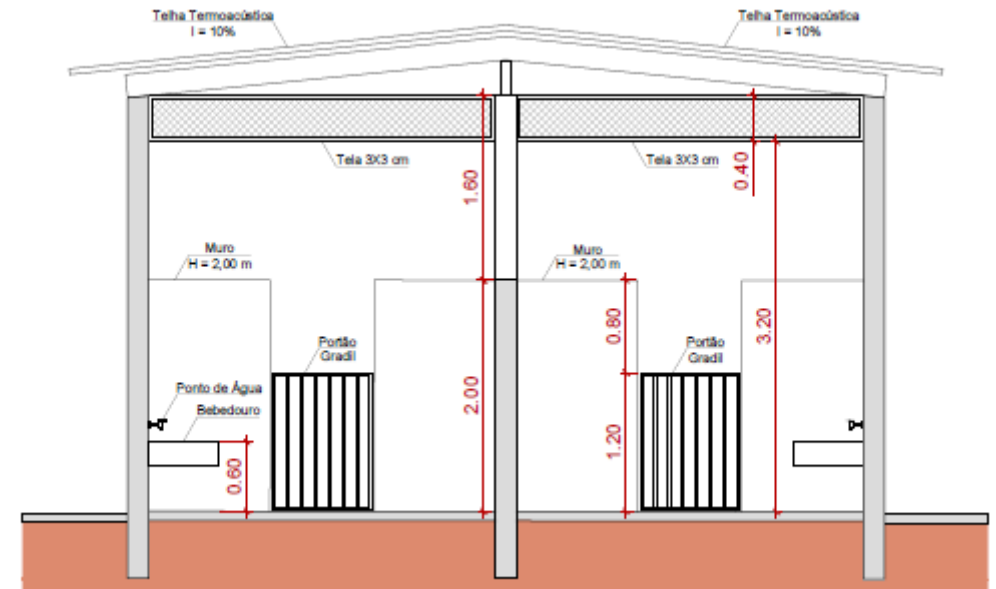 Telha Termoacústica
I = 10%
Telha Termoacústica
I = 10%
Tela 3X3 cm
Tela 3X3 cm
1.60
0.40
Muro
H = 2,00 m
Muro
H = 2,00 m
0.80
3.20
Portão
Gradil
Portão
Gradil
Ponto de Água
Bebedouro
2.00
1.20
0.60